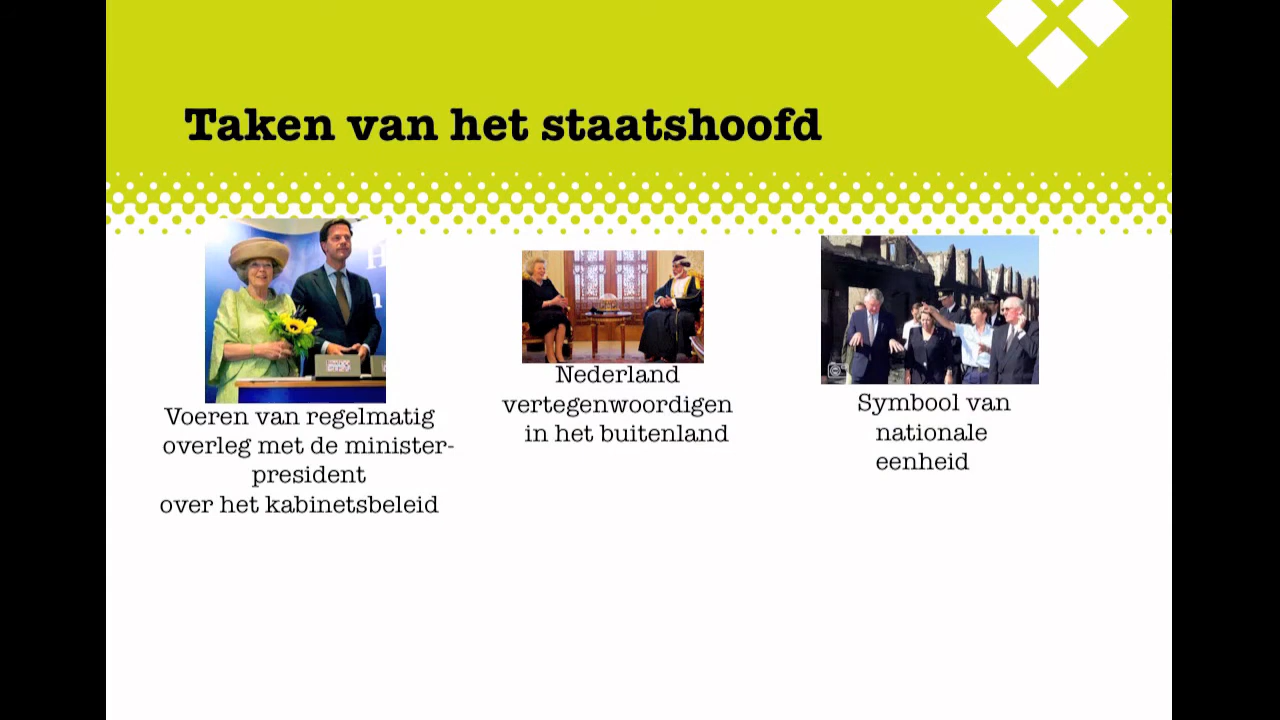 Taken van het staatshoofd
Voeren van regelmatig
overleg met de minister-
president
over het kabinetsbeleid
Nederland
vertegenwoordigen
in het buitenland
Symbool van
nationale
eenheid